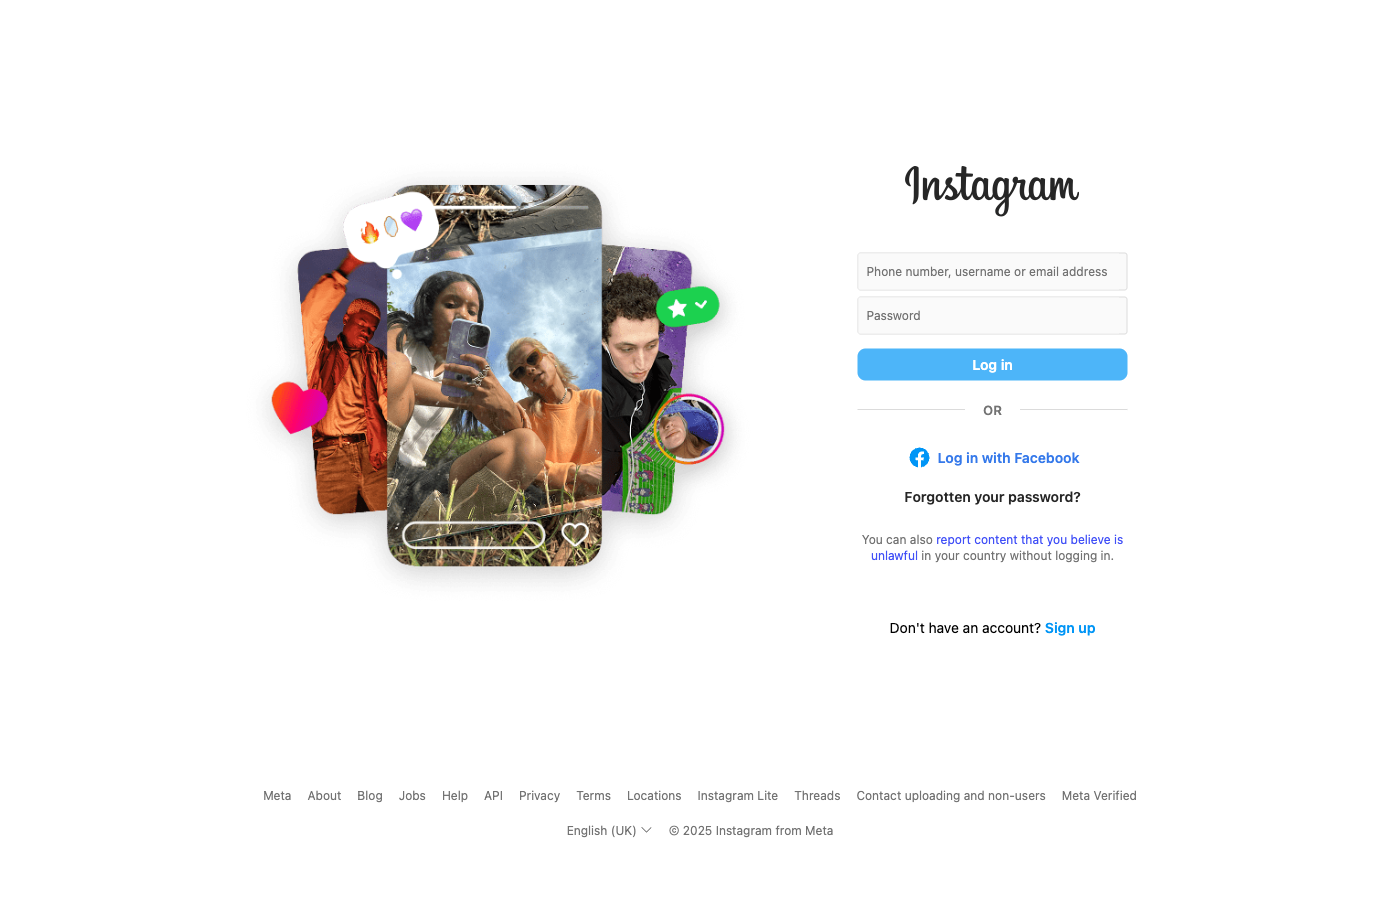 Instagram
Phone number, username or email address
Password
Log in
OR
Log in with Facebook
Forgotten your password?
You can also report content that you believe is
unlawful in your country without logging in.
Don't have an account? Sign up
Meta About Blog Jobs Help API Privacy Terms Locations Instagram Lite Threads Contact uploading and non-users Meta Verified
English (UK) © 2025 Instagram from Meta